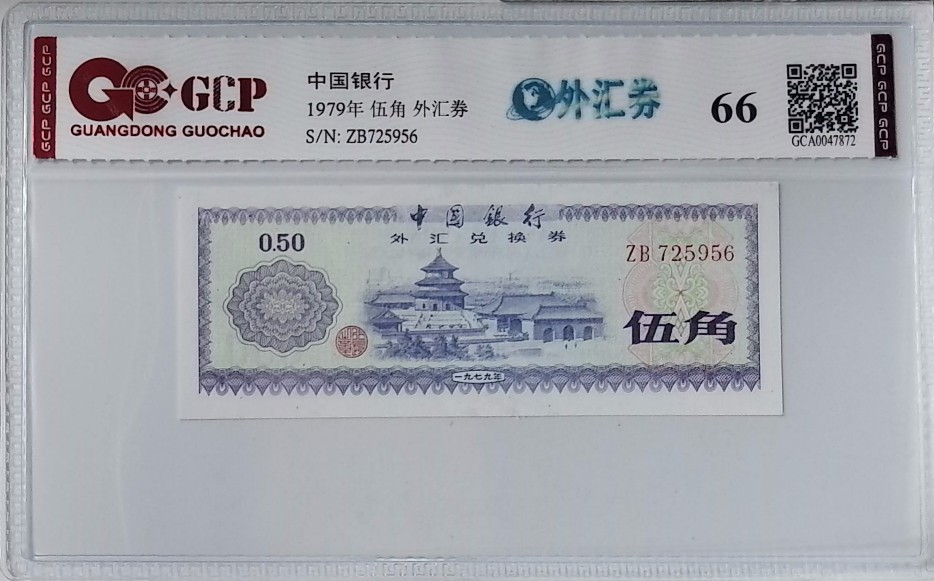 GCP GCP GCP
GCP
GUANGDONG GUOCHAO
中国银行
1979年 伍角 外汇券
S/N: ZB725956
外汇券
66
GCA0047872
GCP GCP GCP
中国銀行
外汇兑换券
0.50
ZB 725956
伍角
一九七九年